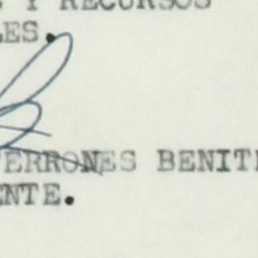 Y RECURSOS
LES.
ERRONES BENIT
ENTE.